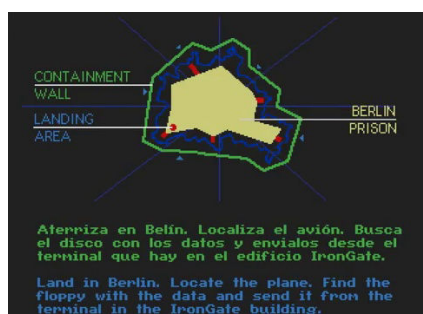 CONTAINMENT
WALL
LANDING
AREA
BERLIN
PRISON
Aterriza en Belín. Localiza el avión. Busca
el disco con los datos y envialos desde el
terminal que hay en el edificio IronGate.
Land in Berlin. Locate the plane. Find the
floppy with the data and send it from the
terminal in the IronGate building.